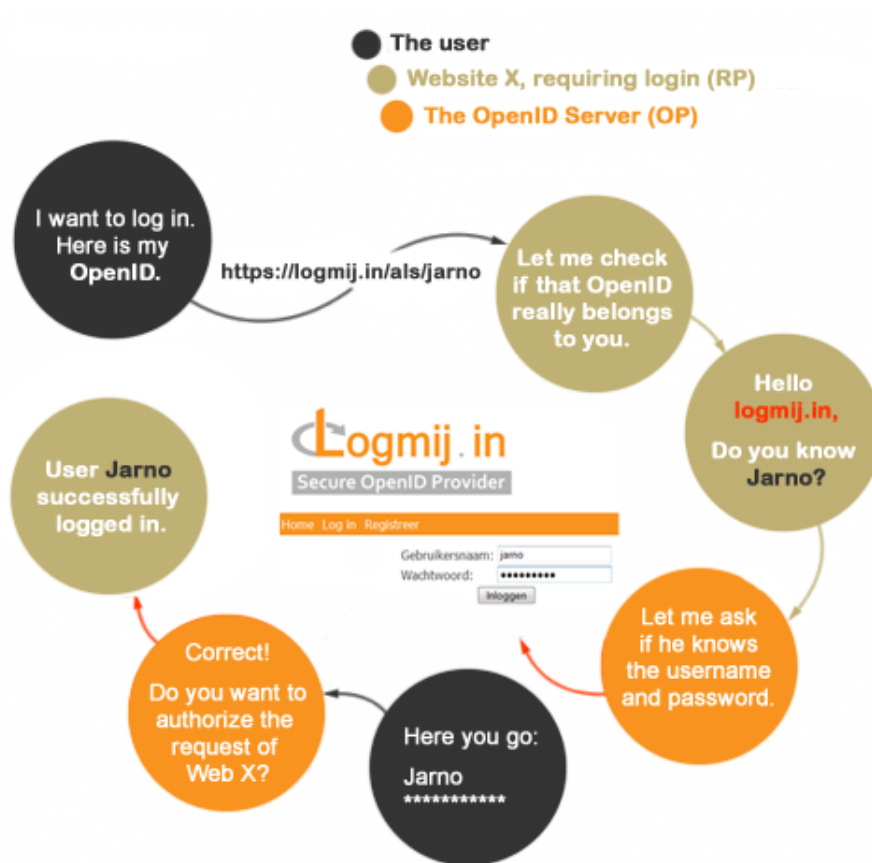 The user
Website X, requiring login (RP)
The OpenID Server (OP)
I want to log in.
Here is my
OpenID.
https://logmij.in/als/jarno
Let me check
if that OpenID
really belongs
to you.
Hello
logmij.in,
Do you know
Jarno?
Let me ask
if he knows
the username
and password.
Logmij.in
Secure OpenID Provider
Home Log in Registreer
Gebruikersnaam: jarno
Wachtwoord: •••••••••
Inloggen
Here you go:
Jarno
***********
Correct!
Do you want to
authorize the
request of
Web X?
User Jarno
successfully
logged in.